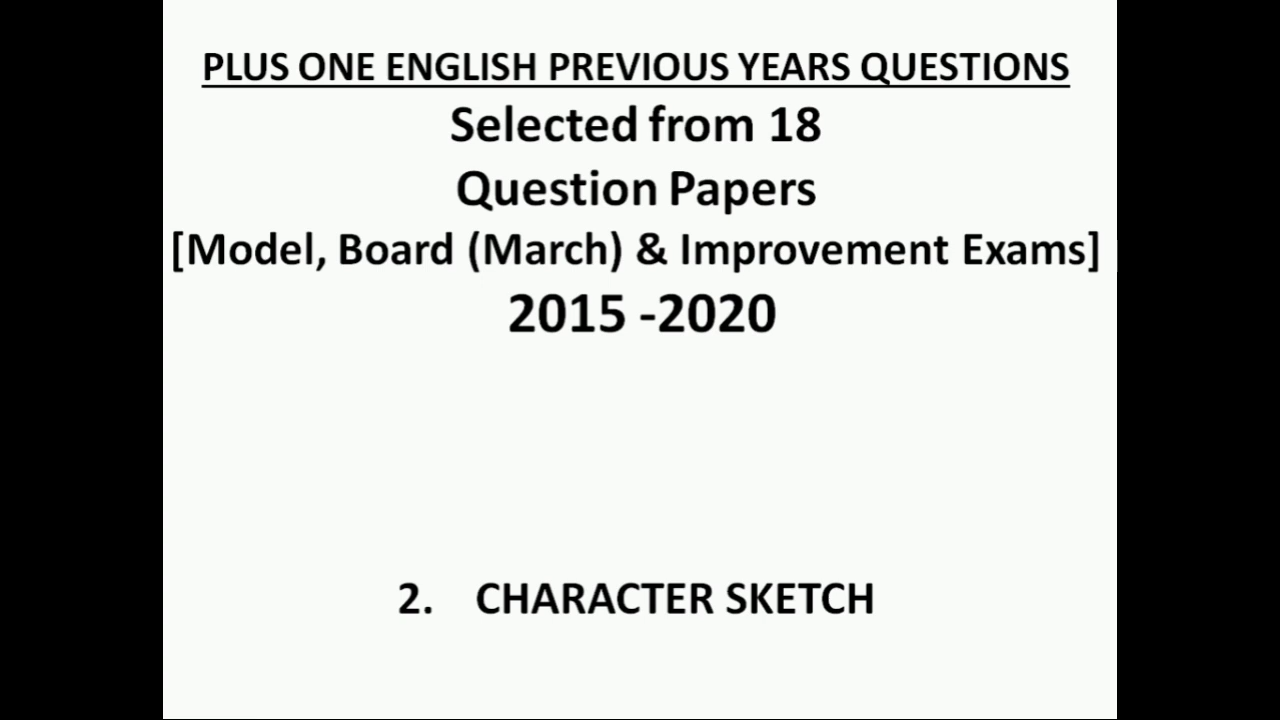 PLUS ONE ENGLISH PREVIOUS YEARS QUESTIONS
Selected from 18
Question Papers
[Model, Board (March) & Improvement Exams]
2015 -2020
2. CHARACTER SKETCH